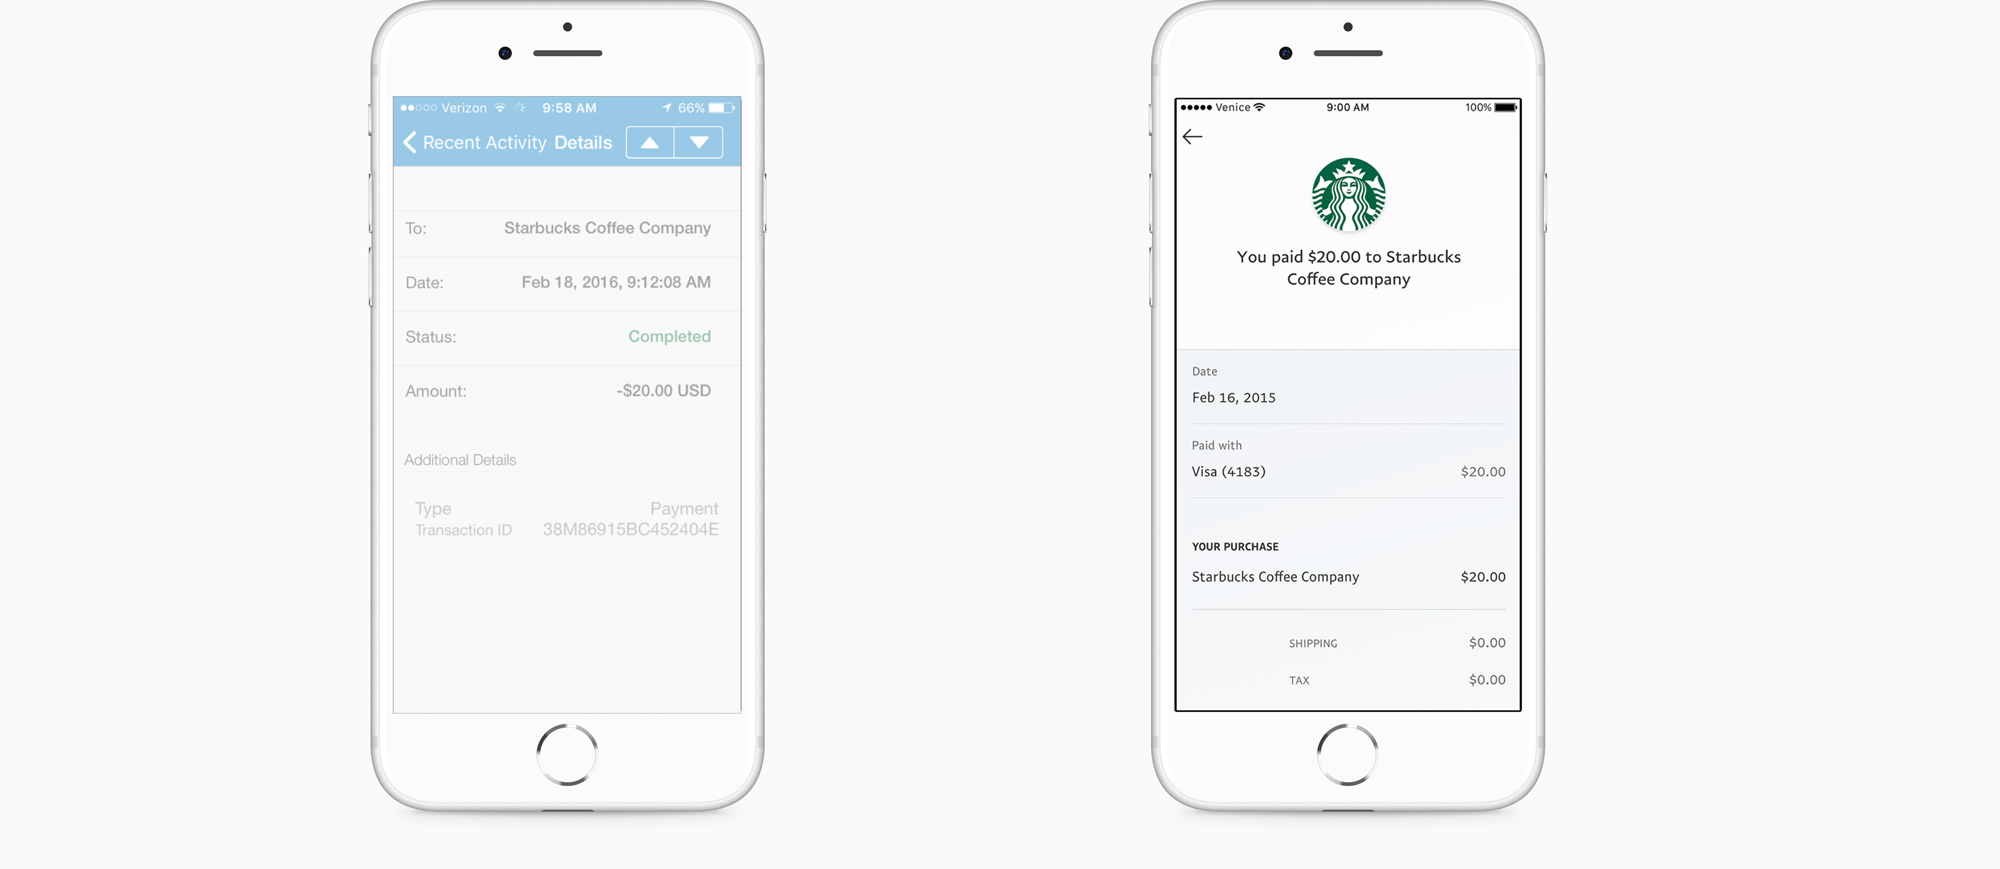 Verizon 9:58 AM 66%
Recent Activity Details
To: Starbucks Coffee Company
Date: Feb 18, 2016, 9:12:08 AM
Status: Completed
Amount: -$20.00 USD
Additional Details
Type Payment
Transaction ID 38M86915BC452404E
Venice 9:00 AM 100%
You paid $20.00 to Starbucks
Coffee Company
Date
Feb 16, 2015
Paid with
Visa (4183) $20.00
YOUR PURCHASE
Starbucks Coffee Company $20.00
SHIPPING $0.00
TAX $0.00